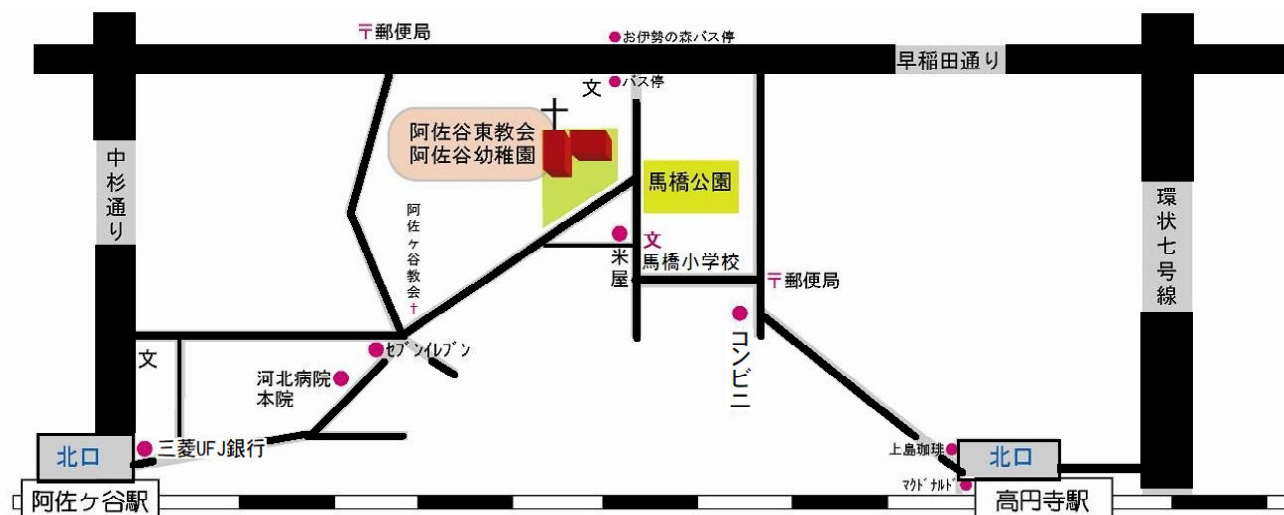 〒郵便局
お伊勢の森バス停
早稲田通り
バス停
文
阿佐谷東教会
阿佐谷幼稚園
中杉通り
馬橋公園
環状七号線
阿佐ヶ谷教会†
米屋
文
馬橋小学校
〒郵便局
セブンイレブン
文
コンビニ
河北病院
本院
三菱UFJ銀行
上島珈琲
北口
北口
マクドナルド
阿佐ヶ谷駅
高円寺駅